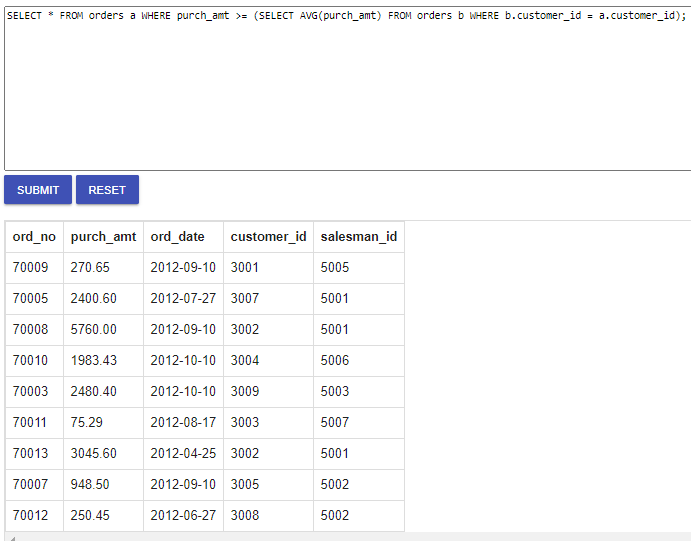 SELECT * FROM orders a WHERE purch_amt >= (SELECT AVG(purch_amt) FROM orders b WHERE b.customer_id = a.customer_id);
SUBMIT RESET
ord_no purch_amt ord_date customer_id salesman_id
70009 270.65 2012-09-10 3001 5005
70005 2400.60 2012-07-27 3007 5001
70008 5760.00 2012-09-10 3002 5001
70010 1983.43 2012-10-10 3004 5006
70003 2480.40 2012-10-10 3009 5003
70011 75.29 2012-08-17 3003 5007
70013 3045.60 2012-04-25 3002 5001
70007 948.50 2012-09-10 3005 5002
70012 250.45 2012-06-27 3008 5002